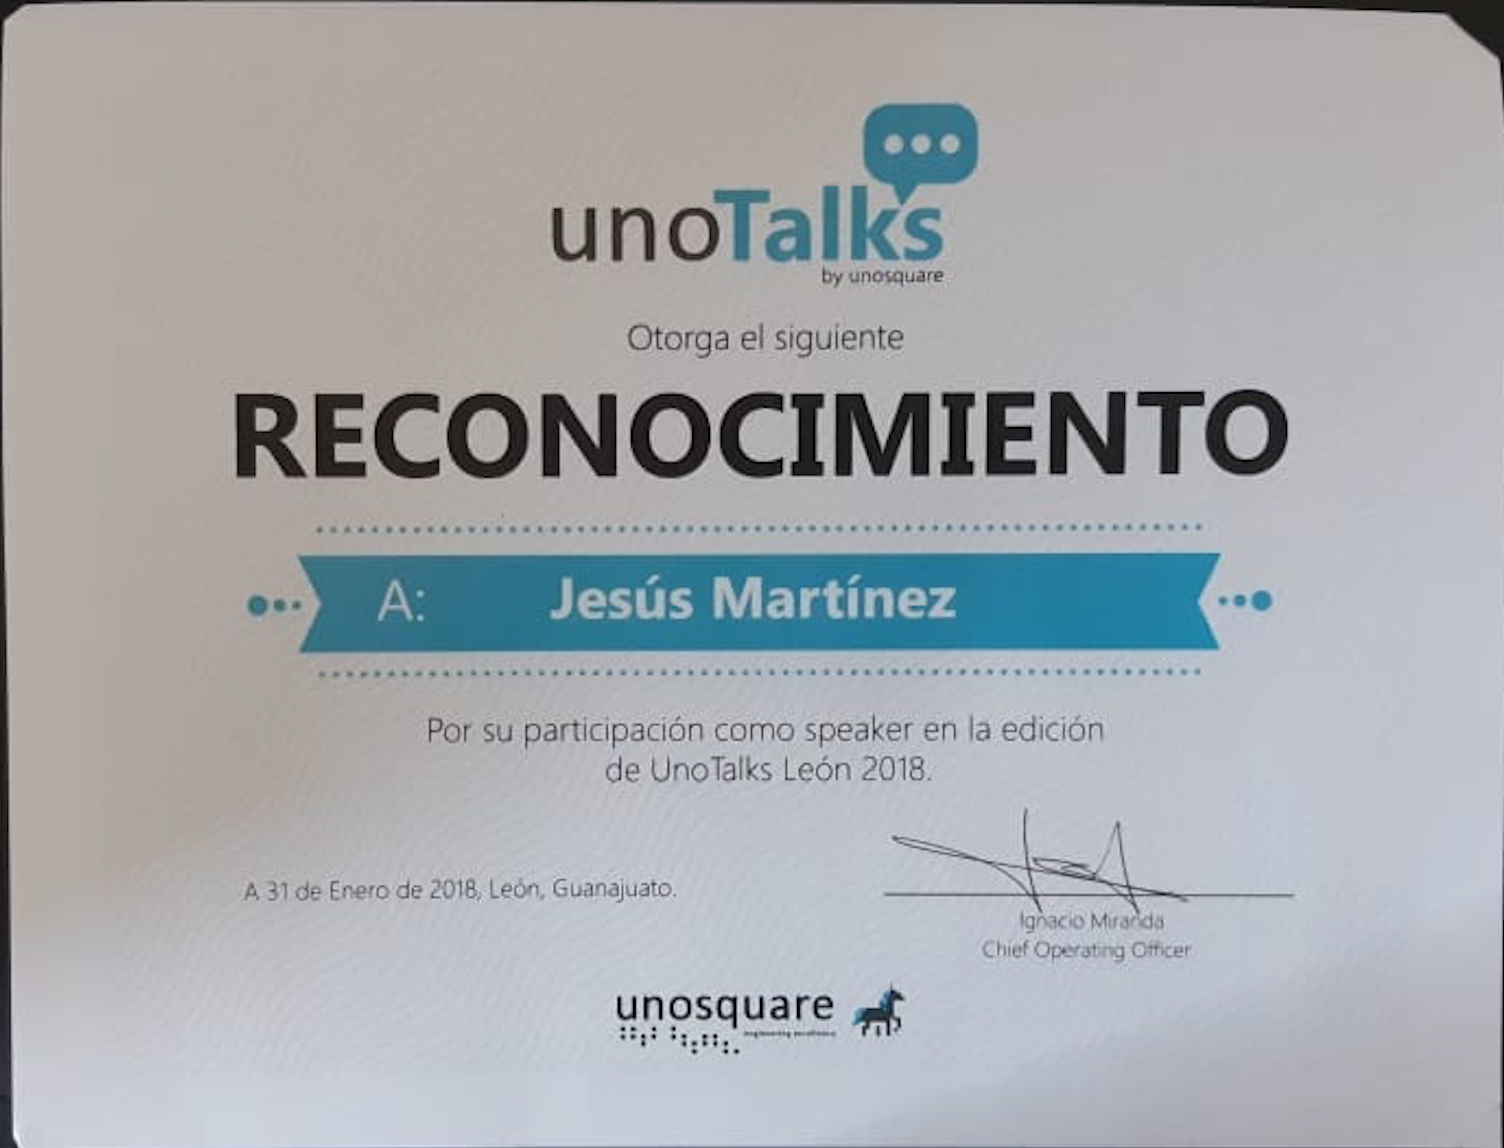 unoTalks
by unosquare
Otorga el siguiente
RECONOCIMIENTO
A: Jesús Martínez
Por su participación como speaker en la edición
de UnoTalks León 2018.
A 31 de Enero de 2018, León, Guanajuato.
Ignacio Miranda
Chief Operating Officer
unosquare